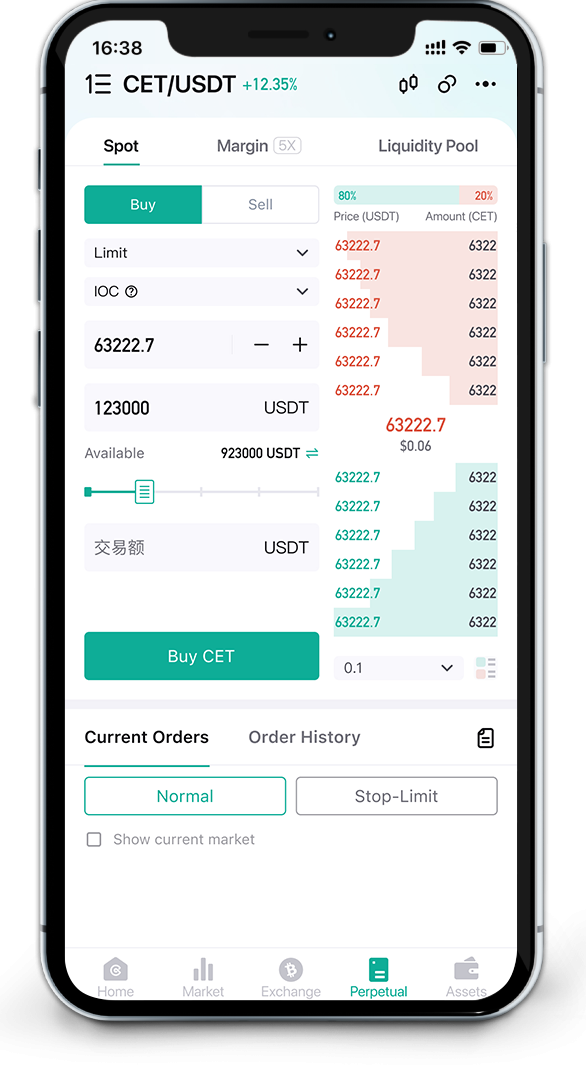 16:38
CET/USDT +12.35%
Spot Margin 5X Liquidity Pool
Buy Sell
80% 20%
Price (USDT) Amount (CET)
Limit
63222.7 6322
63222.7 6322
IOC
63222.7 6322
63222.7
63222.7 6322
63222.7 6322
63222.7 6322
123000 USDT
63222.7
$0.06
Available 923000 USDT
63222.7 6322
63222.7 6322
63222.7 6322
交易额 USDT
63222.7 6322
63222.7 6322
63222.7 6322
Buy CET
0.1
Current Orders Order History
Normal Stop-Limit
Show current market
Home Market Exchange Perpetual Assets